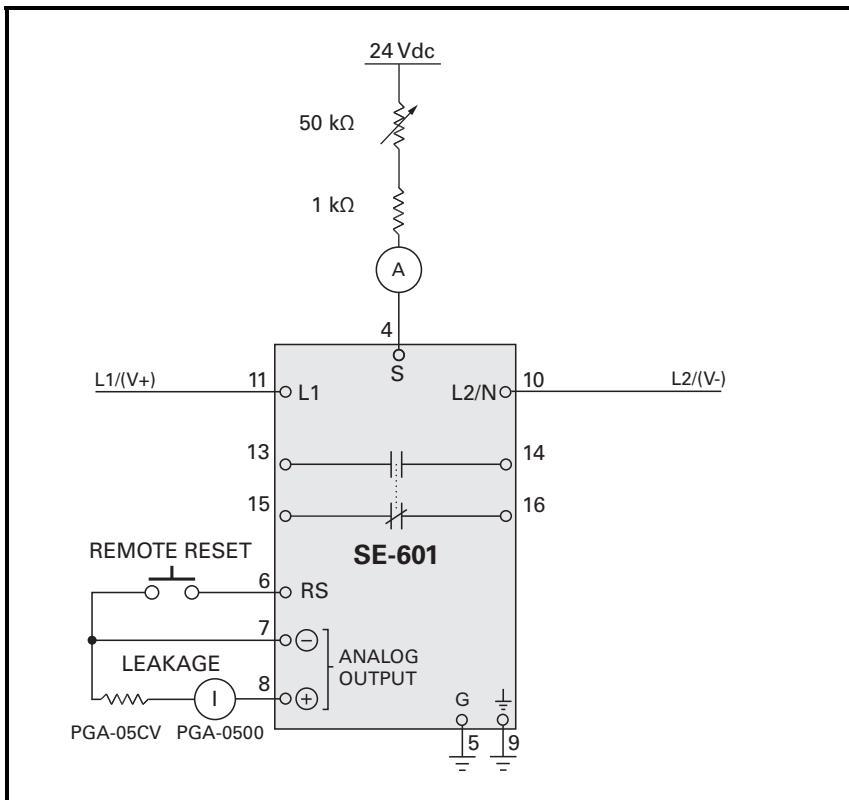 24 Vdc
50 kΩ
1 kΩ
A
4
S
L1/(V+) 11 L1 L2/N 10 L2/(V-)
13 14
15 16
SE-601
REMOTE RESET
6 RS
7 −
LEAKAGE
ANALOG
OUTPUT
8 +
I
PGA-05CV PGA-0500
G
5 9